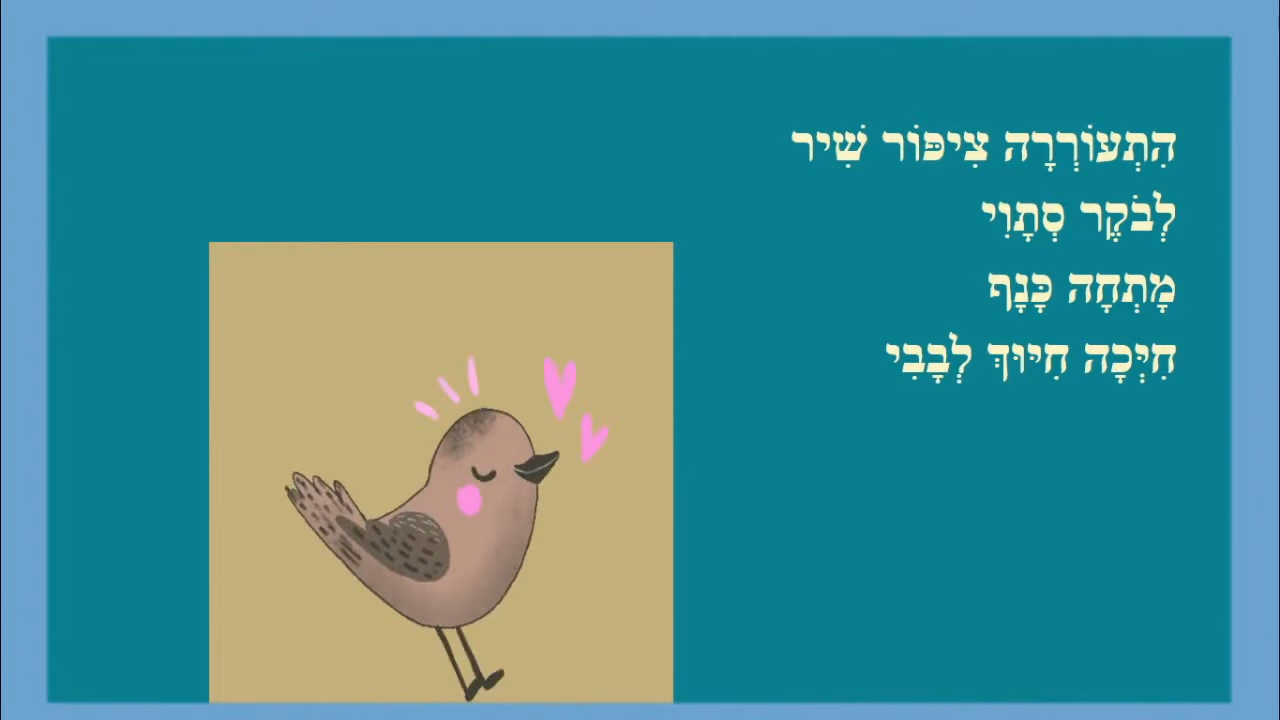 הִתְעוֹרְרָה צִיפּוֹר שִׁיר
לְבֹקֶר סְתָוִי
מָתְחָה כָּנָף
חִיְּכָה חִיּוּךְ לְבָבִי